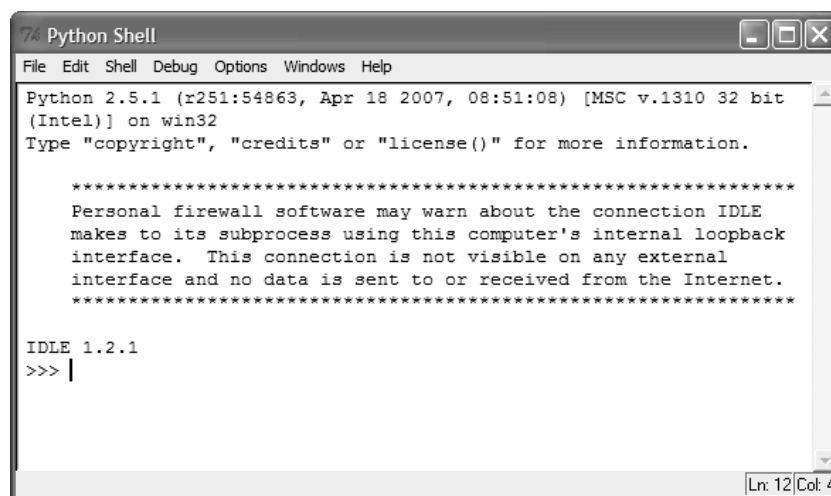 Python Shell
File Edit Shell Debug Options Windows Help
Python 2.5.1 (r251:54863, Apr 18 2007, 08:51:08) [MSC v.1310 32 bit
(Intel)] on win32
Type "copyright", "credits" or "license()" for more information.
****************************************************************
Personal firewall software may warn about the connection IDLE
makes to its subprocess using this computer's internal loopback
interface.  This connection is not visible on any external
interface and no data is sent to or received from the Internet.
****************************************************************
IDLE 1.2.1
>>>
Ln: 12 Col: 4